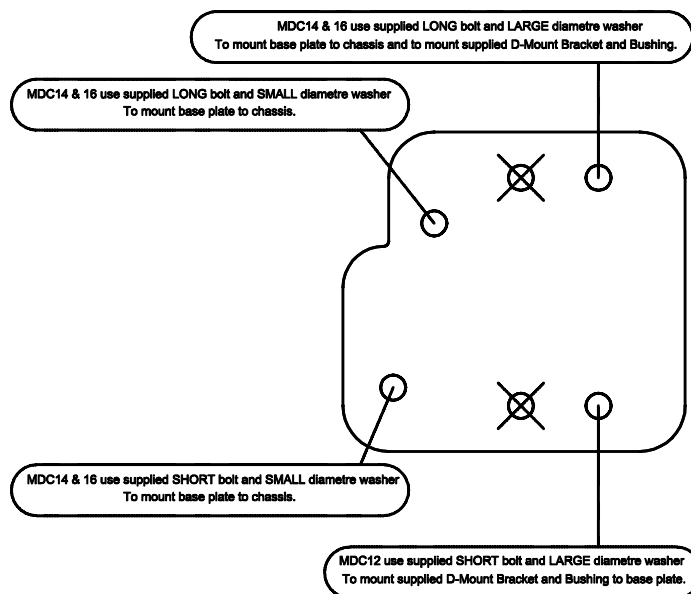 MDC14 & 16 use supplied LONG bolt and LARGE diametre washer
To mount base plate to chassis and to mount supplied D-Mount Bracket and Bushing.
MDC14 & 16 use supplied LONG bolt and SMALL diametre washer
To mount base plate to chassis.
MDC14 & 16 use supplied SHORT bolt and SMALL diametre washer
To mount base plate to chassis.
MDC12 use supplied SHORT bolt and LARGE diametre washer
To mount supplied D-Mount Bracket and Bushing to base plate.